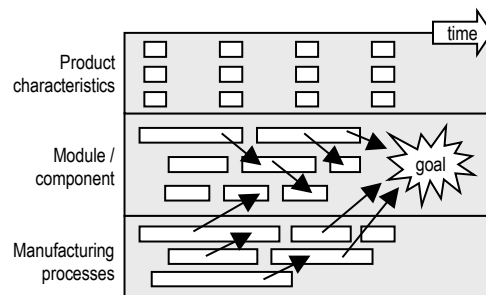 time
Product
characteristics
Module /
component
goal
Manufacturing
processes